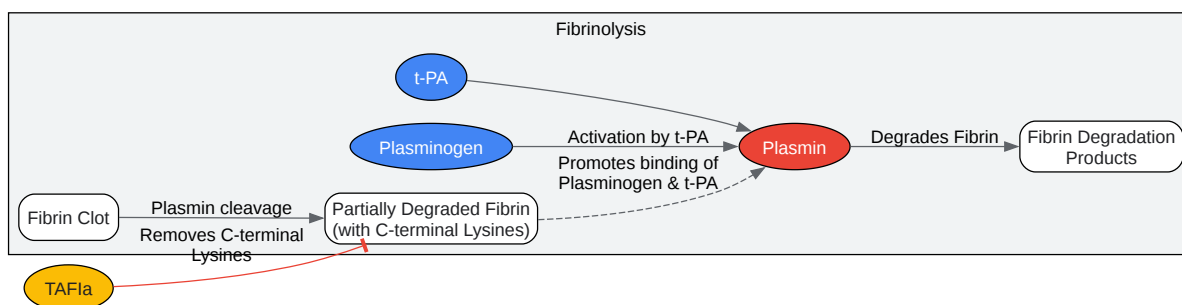 Fibrinolysis
t-PA
Plasminogen
Activation by t-PA
Plasmin
Degrades Fibrin
Fibrin Degradation
Products
Promotes binding of
Plasminogen & t-PA
Fibrin Clot
Plasmin cleavage
Partially Degraded Fibrin
(with C-terminal Lysines)
Removes C-terminal
Lysines
TAFIa